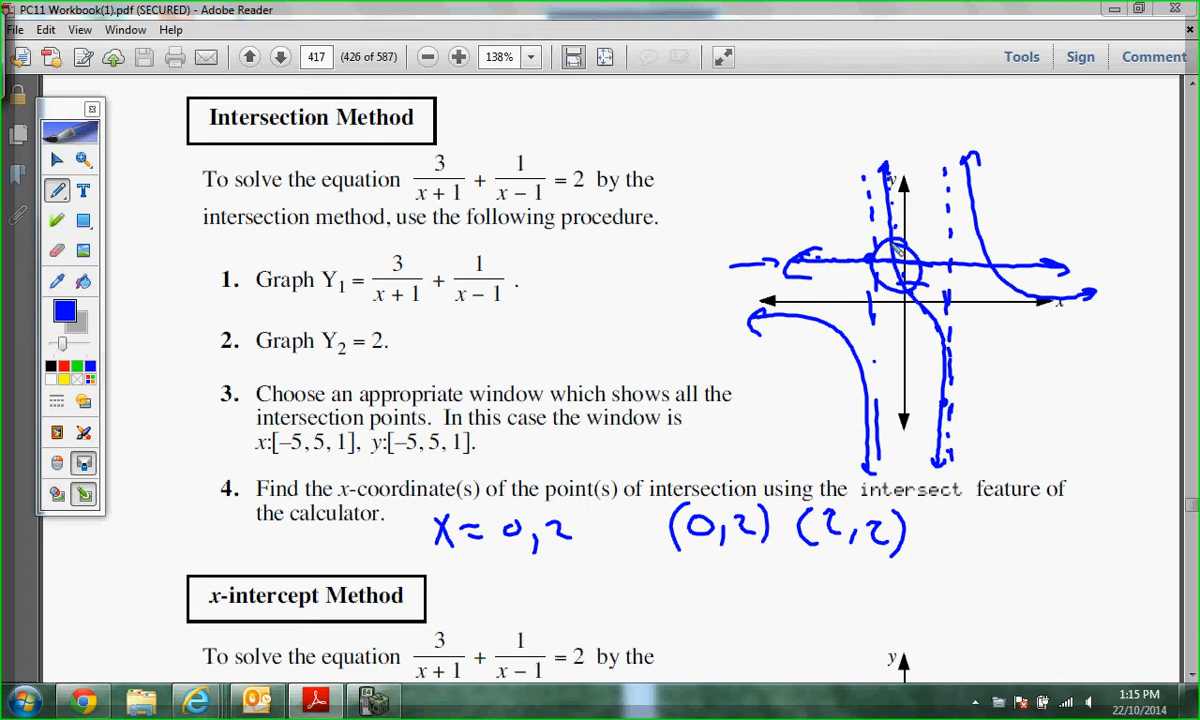 PC11 Workbook(1).pdf (SECURED) - Adobe Reader
File Edit View Window Help
417 (426 of 587) 138% Tools Sign Comment
Intersection Method
To solve the equation 3/(x + 1) + 1/(x − 1) = 2 by the
intersection method, use the following procedure.
1. Graph Y₁ = 3/(x + 1) + 1/(x − 1) .
2. Graph Y₂ = 2.
3. Choose an appropriate window which shows all the
intersection points. In this case the window is
x:[−5, 5, 1], y:[−5, 5, 1].
y
x
4. Find the x-coordinate(s) of the point(s) of intersection using the intersect feature of
the calculator. x = 0, 2 (0, 2) (2, 2)
x-intercept Method
To solve the equation 3/(x + 1) + 1/(x − 1) = 2 by the
y
1:15 PM
22/10/2014